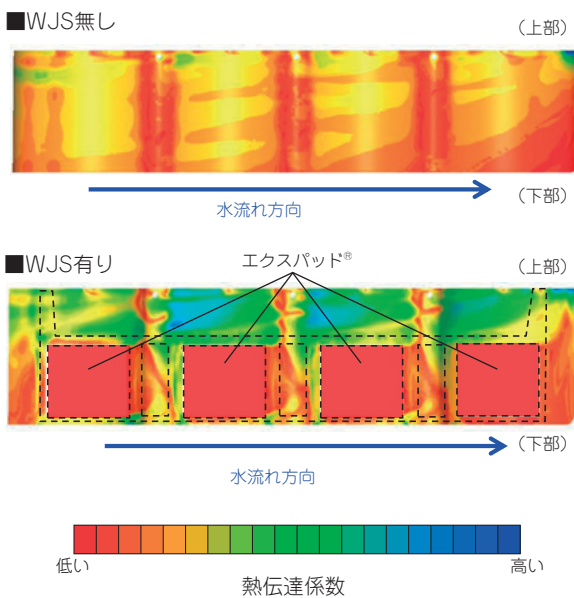 ■WJS無し
（上部）
水流れ方向
（下部）
■WJS有り
エクスパッド®
（上部）
水流れ方向
（下部）
低い
高い
熱伝達係数